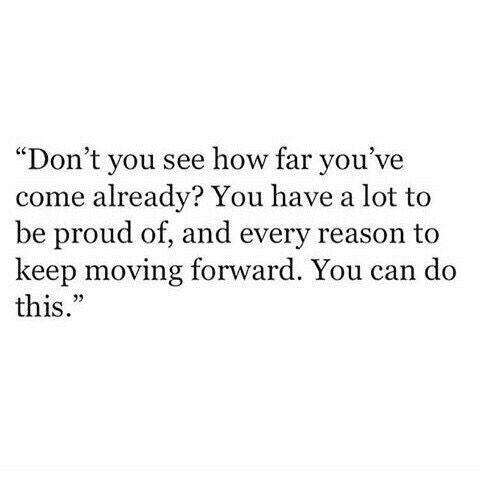 “Don’t you see how far you’ve
come already? You have a lot to
be proud of, and every reason to
keep moving forward. You can do
this.”